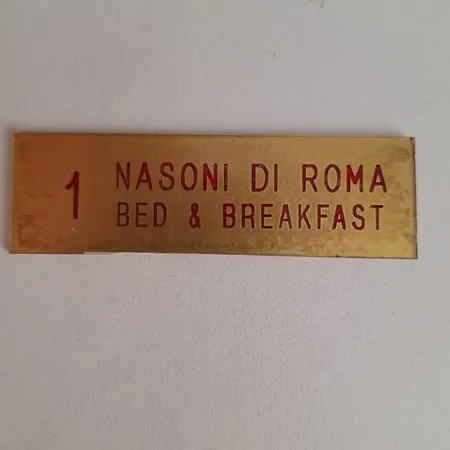 1 NASONI DI ROMA
BED & BREAKFAST